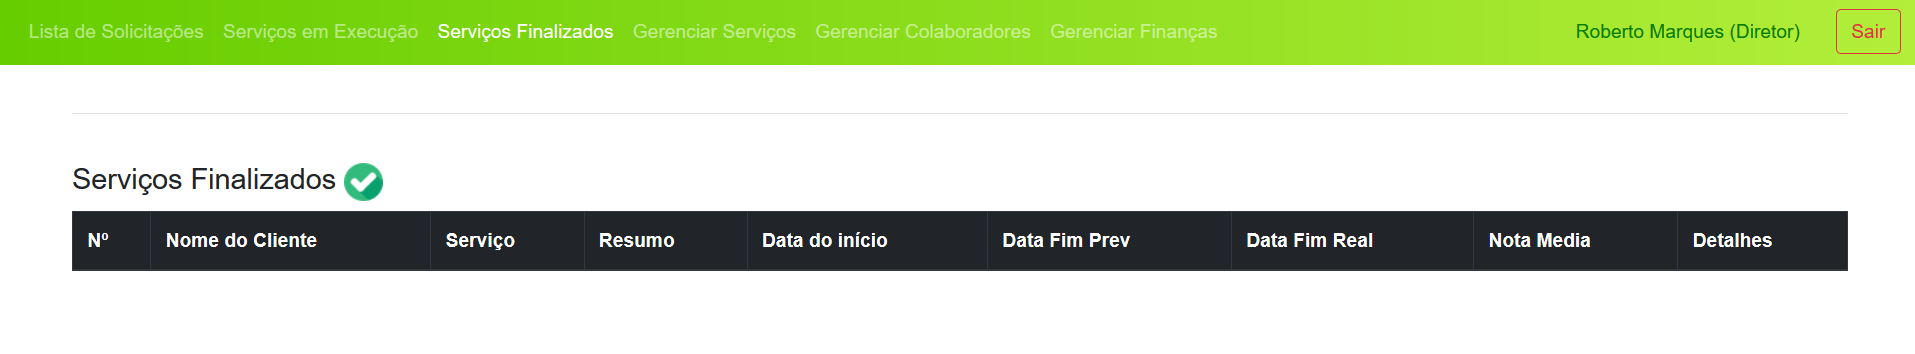 Lista de Solicitações Serviços em Execução Serviços Finalizados Gerenciar Serviços Gerenciar Colaboradores Gerenciar Finanças Roberto Marques (Diretor) Sair
Serviços Finalizados
Nº Nome do Cliente Serviço Resumo Data do início Data Fim Prev Data Fim Real Nota Media Detalhes